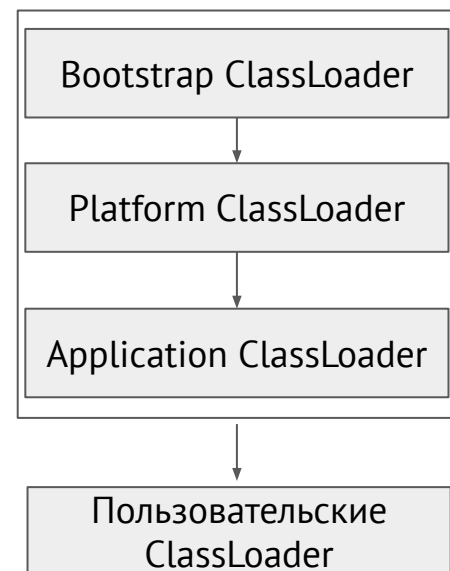 Bootstrap ClassLoader
Platform ClassLoader
Application ClassLoader
Пользовательские
ClassLoader